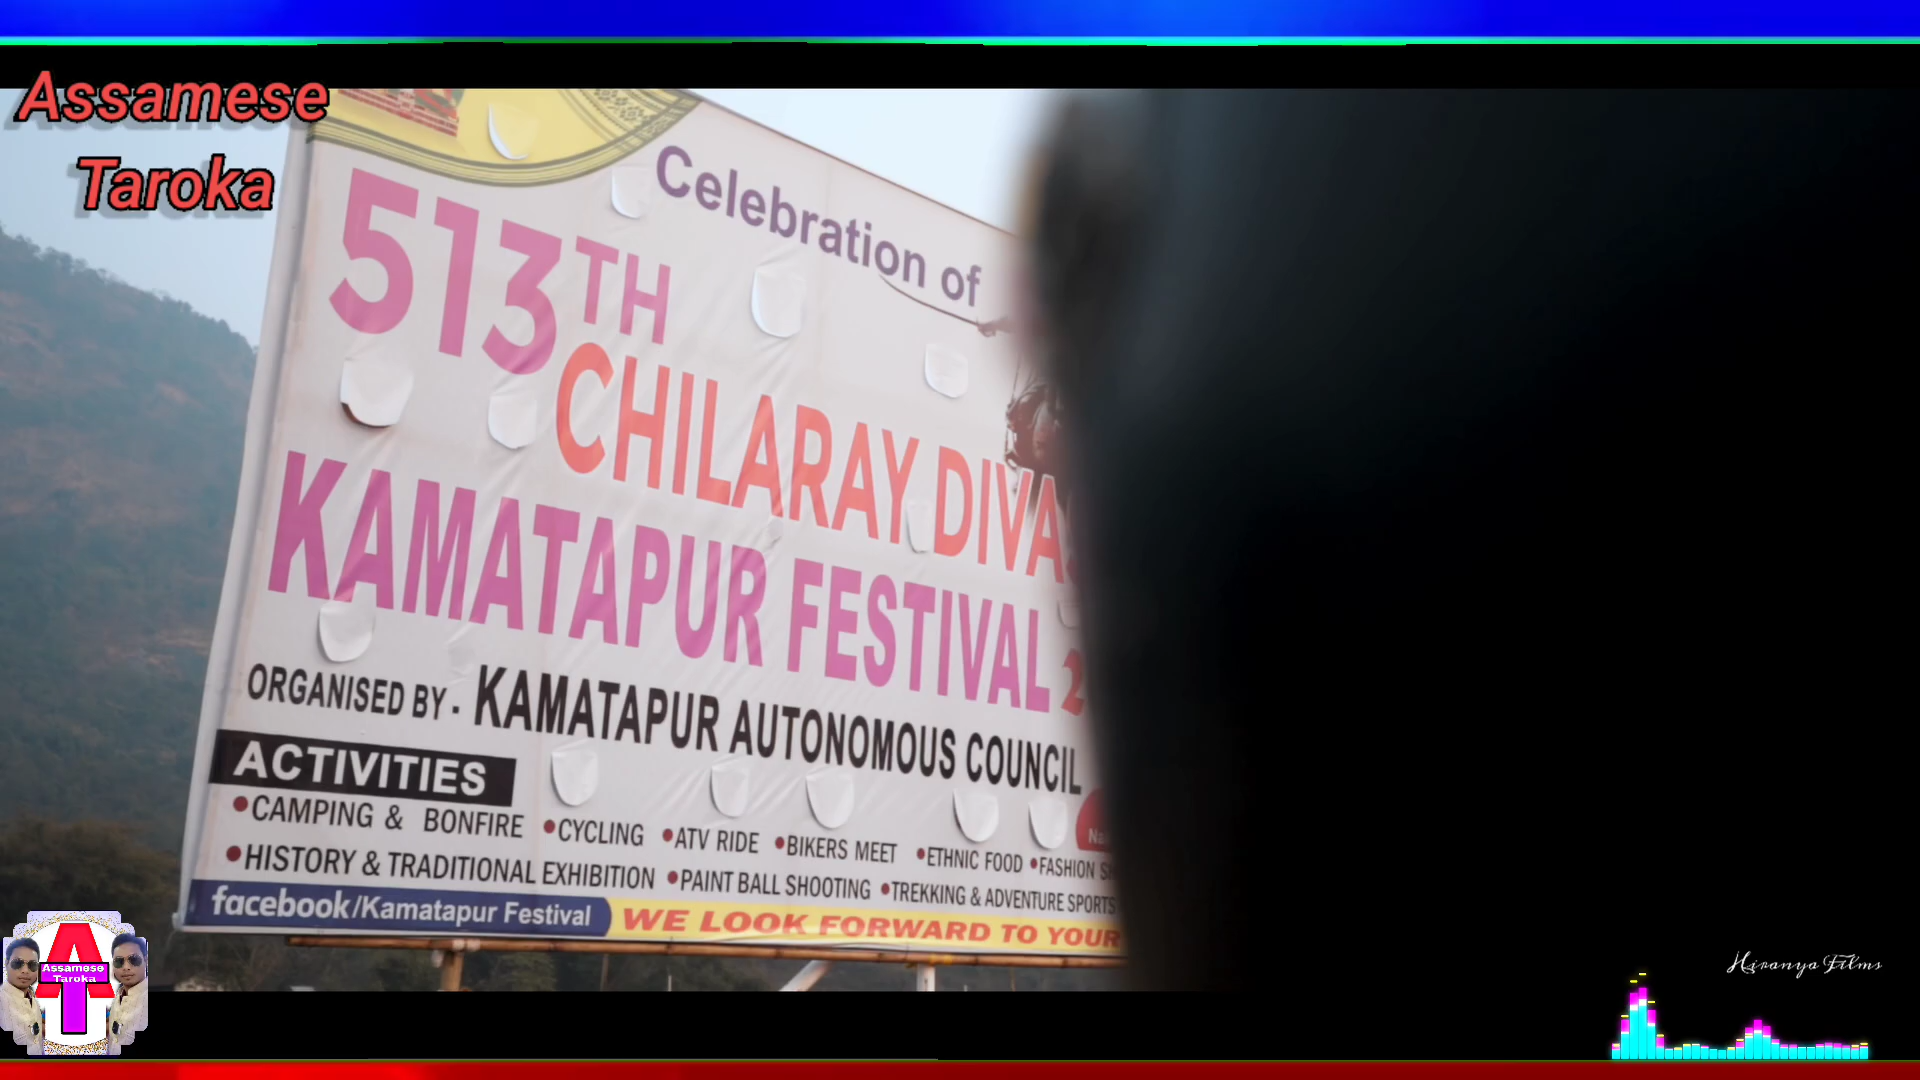 Assamese
Taroka
Celebration of
513TH
CHILARAY
KAMATAPUR FESTIVAL
ORGANISED BY - KAMATAPUR AUTONOMOUS COUNCIL
ACTIVITIES
•CAMPING & BONFIRE •CYCLING •ATV RIDE •BIKERS MEET •ETHNIC FOOD •FASHION
•HISTORY & TRADITIONAL EXHIBITION •PAINT BALL SHOOTING •TREKKING & ADVENTURE SPORTS
facebook/Kamatapur Festival WE LOOK FORWARD TO YOUR
Assamese
Taroka
AT
Hiranya Films